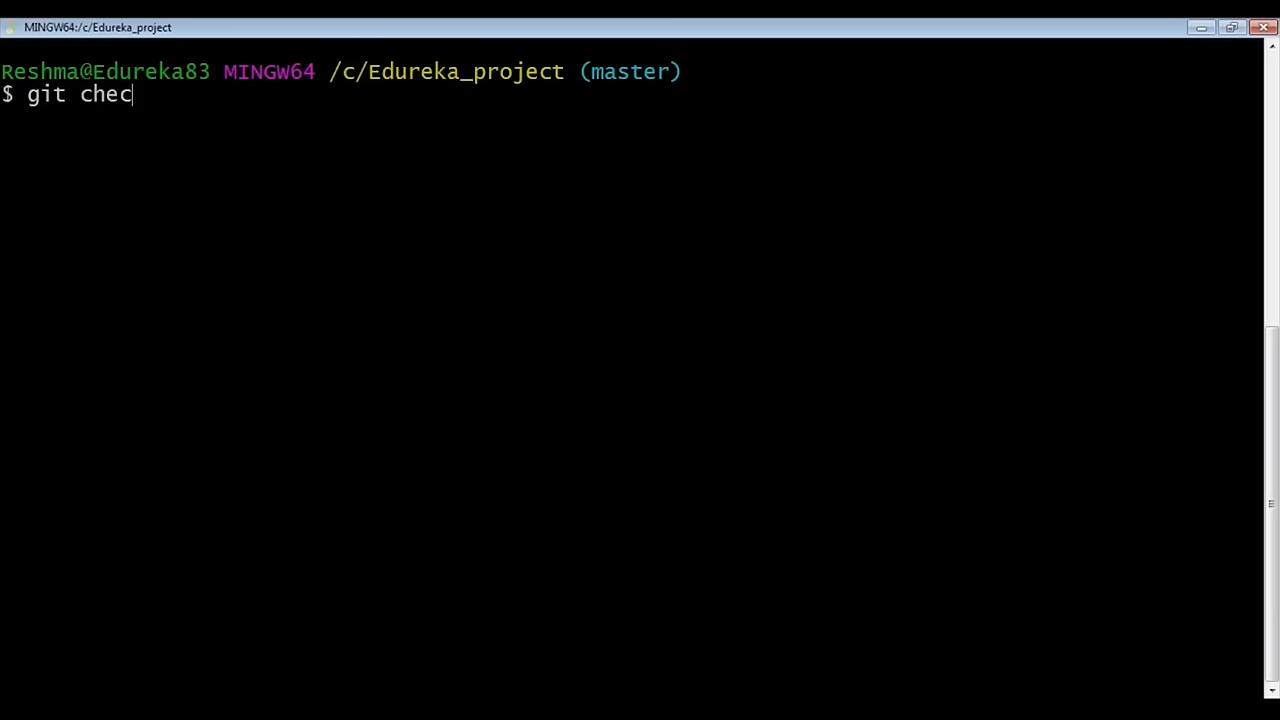 MINGW64:/c/Edureka_project
Reshma@Edureka83 MINGW64 /c/Edureka_project (master)
$ git chec